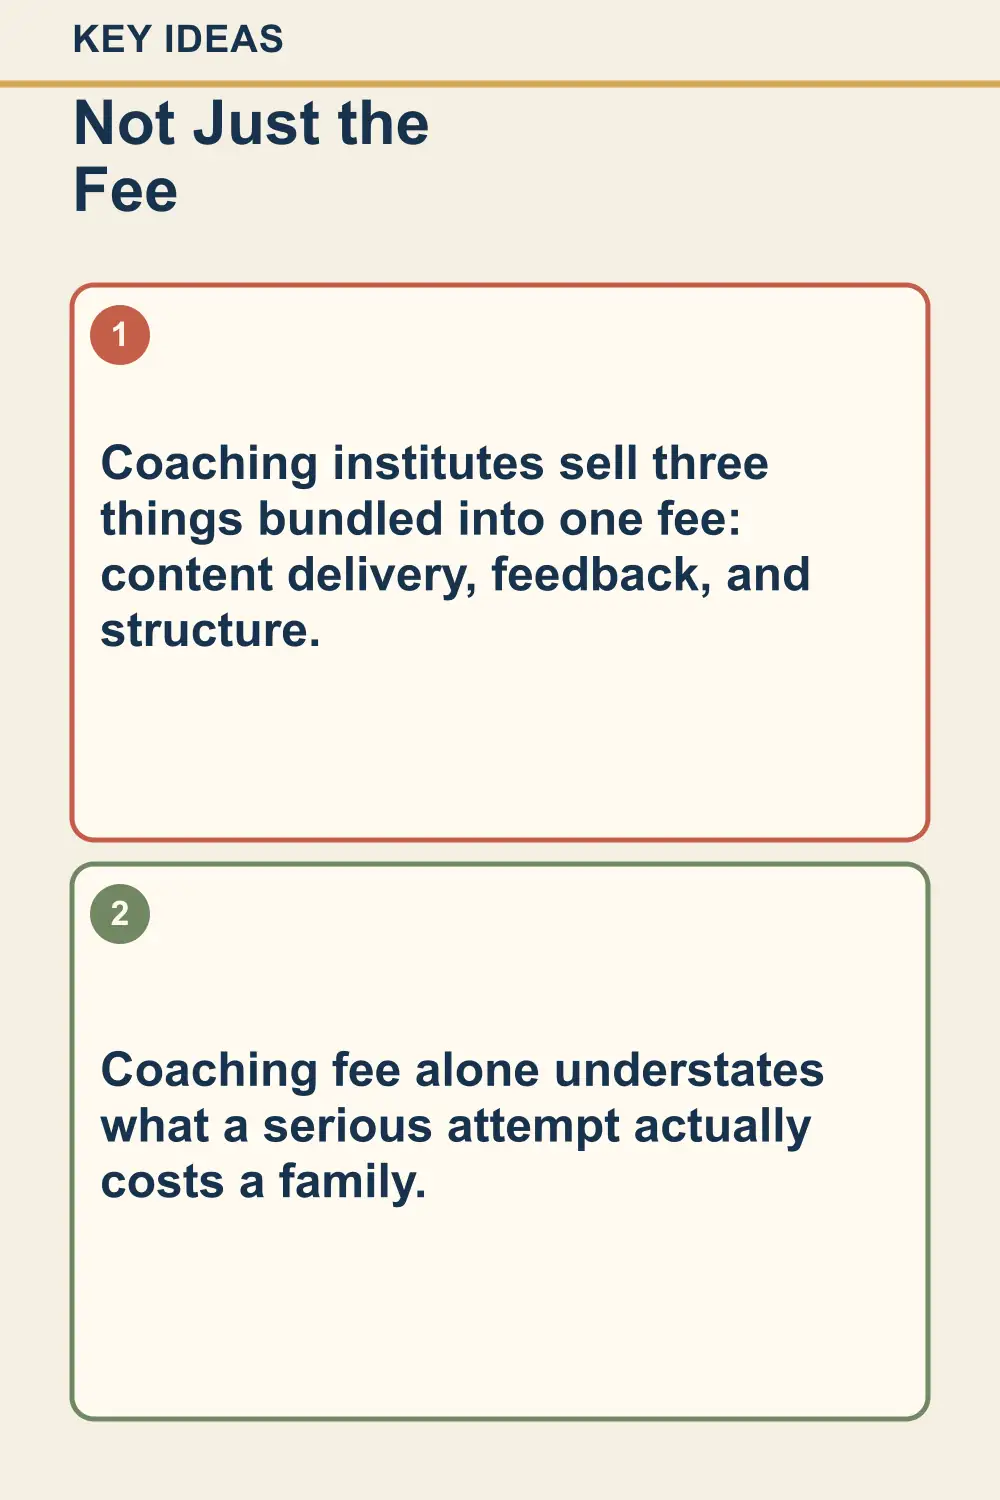 KEY IDEAS
Not Just the
Fee
1
Coaching institutes sell three
things bundled into one fee:
content delivery, feedback, and
structure.
2
Coaching fee alone understates
what a serious attempt actually
costs a family.